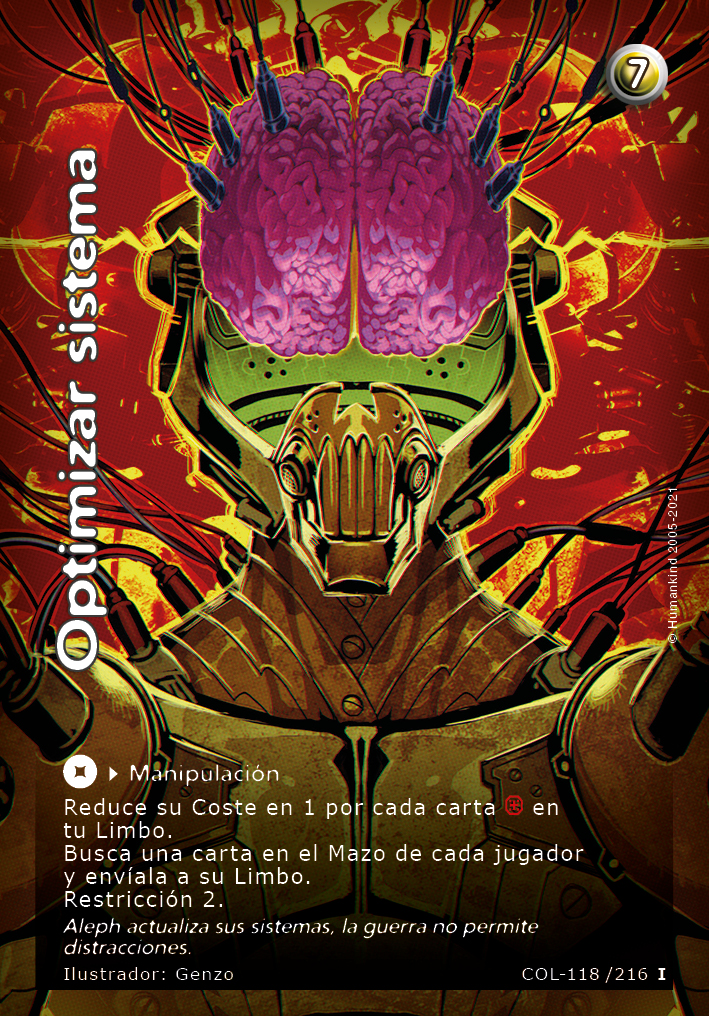 7
Optimizar sistema
© Humankind 2005-2021
Manipulación
Reduce su Coste en 1 por cada carta en
tu Limbo.
Busca una carta en el Mazo de cada jugador
y envíala a su Limbo.
Restricción 2.
Aleph actualiza sus sistemas, la guerra no permite
distracciones.
Ilustrador: Genzo
COL-118 /216 I